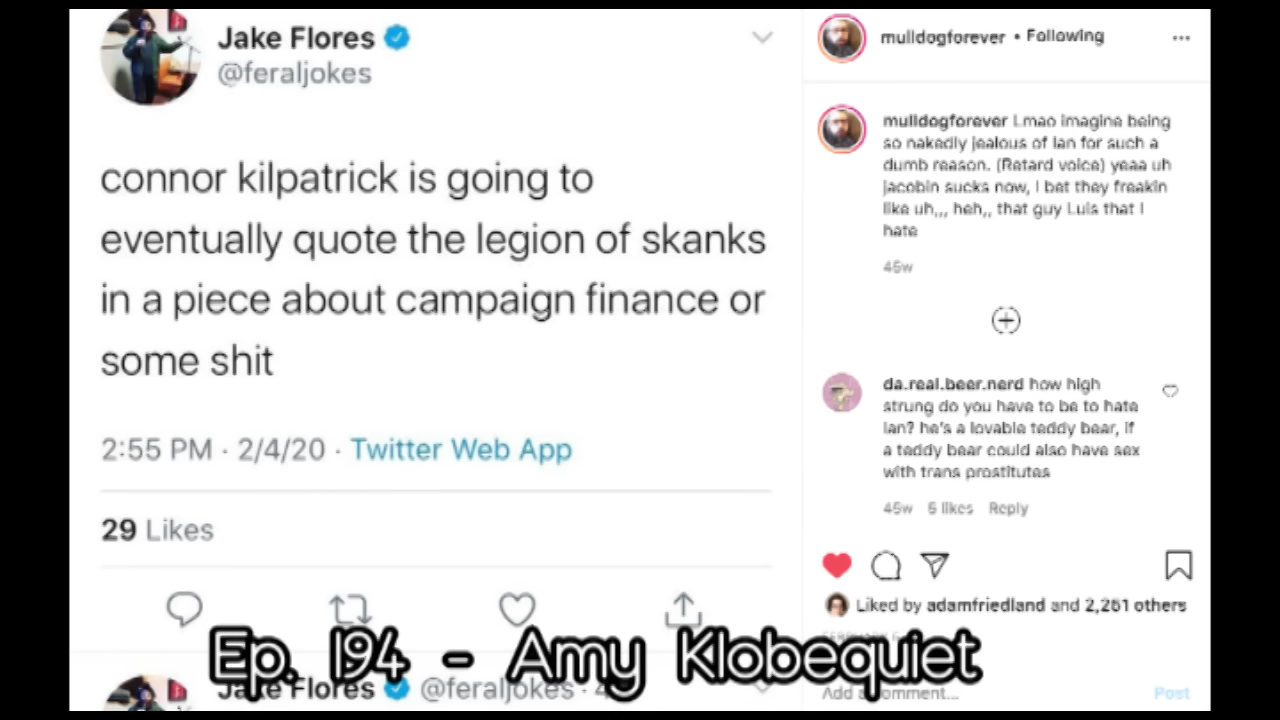 Jake Flores
@feraljokes
connor kilpatrick is going to
eventually quote the legion of skanks
in a piece about campaign finance or
some shit
2:55 PM · 2/4/20 · Twitter Web App
29 Likes
Jake Flores @feraljokes ·
mulldogforever • Following
mulldogforever Lmao imagine being
so nakedly jealous of Ian for such a
dumb reason. (Retard voice) yeaa uh
jacobin sucks now, I bet they freakin
like uh,,, heh,, that guy Luis that I
hate
45w
da.real.beer.nerd how high
strung do you have to be to hate
Ian? he's a lovable teddy bear, if
a teddy bear could also have sex
with trans prostitutes
45w 5 likes Reply
Liked by adamfriedland and 2,251 others
Add a comment... Post
Ep. 194 - Amy Klobequiet